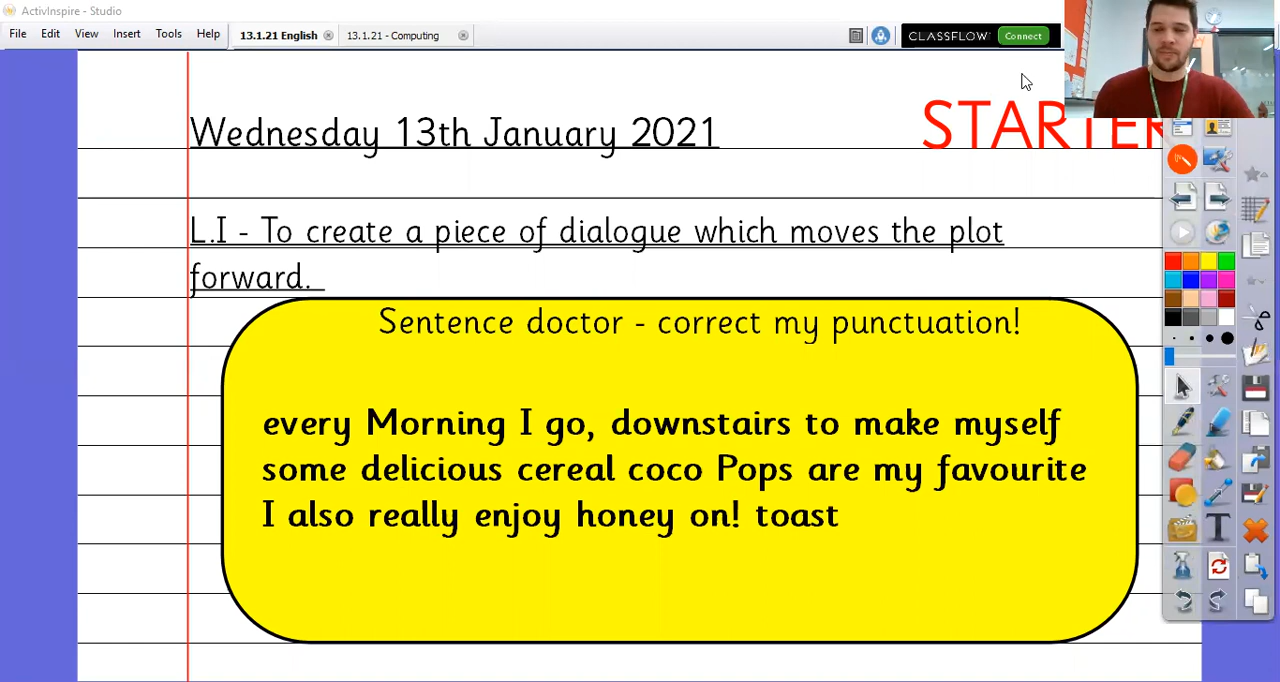 ActivInspire - Studio
File Edit View Insert Tools Help 13.1.21 English 13.1.21 - Computing CLASSFLOW Connect
Wednesday 13th January 2021
STARTER
L.I - To create a piece of dialogue which moves the plot
forward.
Sentence doctor - correct my punctuation!
every Morning I go, downstairs to make myself
some delicious cereal coco Pops are my favourite
I also really enjoy honey on! toast